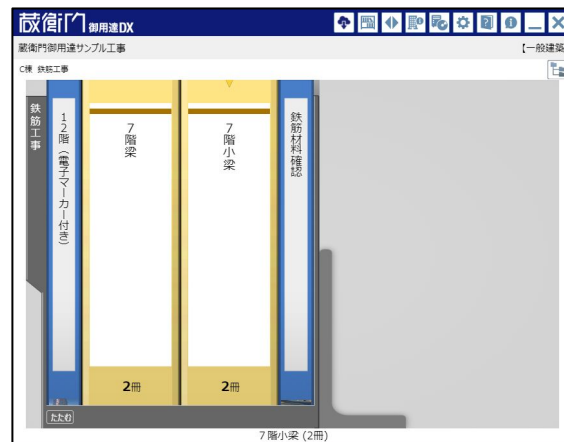 蔵衛門御用達DX
蔵衛門御用達サンプル工事
【一般建築
C棟 鉄筋工事
鉄筋工事
12階（電子マーカー付き）
7階梁
7階小梁
鉄筋材料確認
2冊
2冊
たたむ
7階小梁 (2冊)